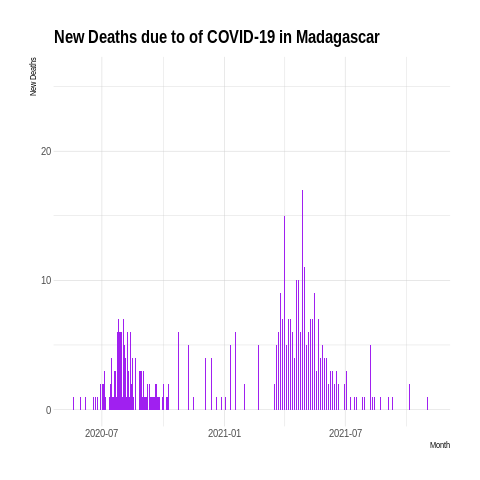 New Deaths due to of COVID-19 in Madagascar
New Deaths
20
10
0
2020-07
2021-01
2021-07
Month